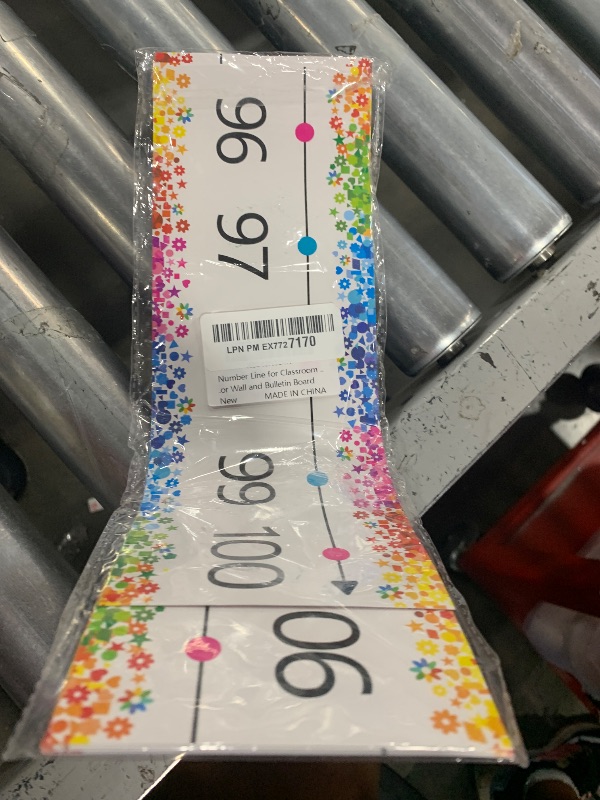 96
97
LPN PM EX7727170
Number Line for Classroom ..
or Wall and Bulletin Board
New MADE IN CHINA
99
100
90